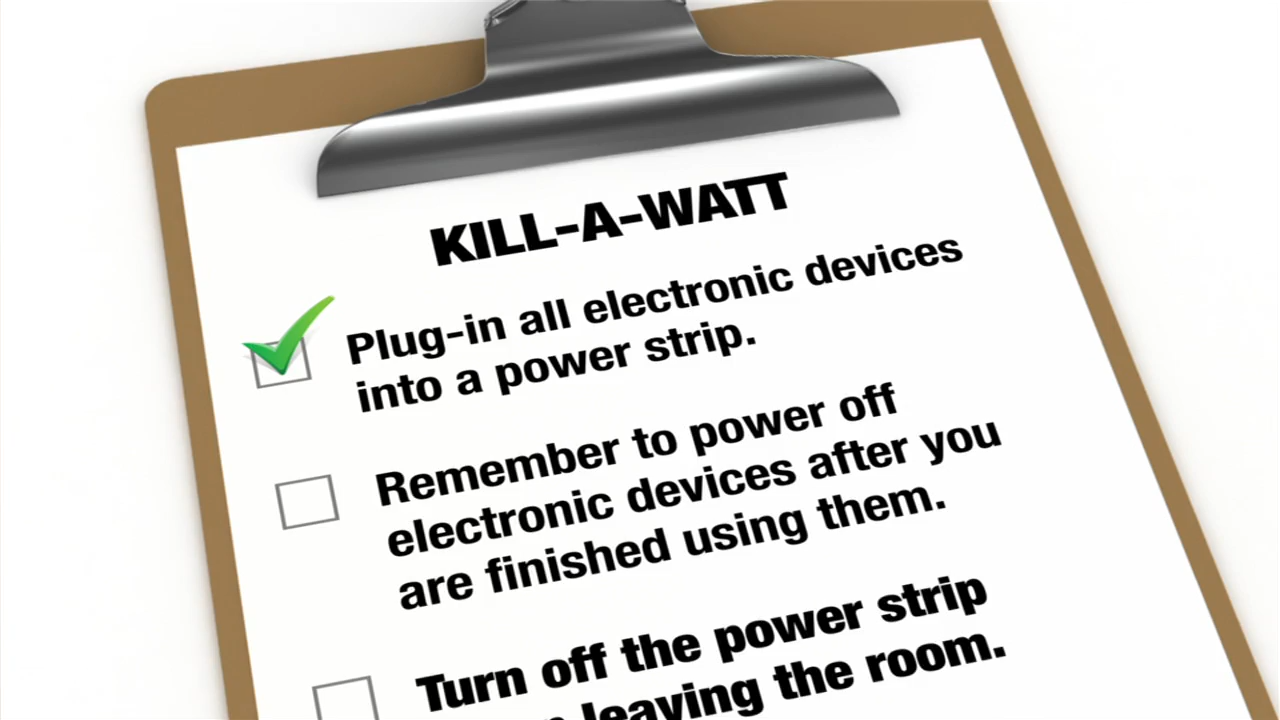 KILL-A-WATT
Plug-in all electronic devices
into a power strip.
Remember to power off
electronic devices after you
are finished using them.
Turn off the power strip
leaving the room.